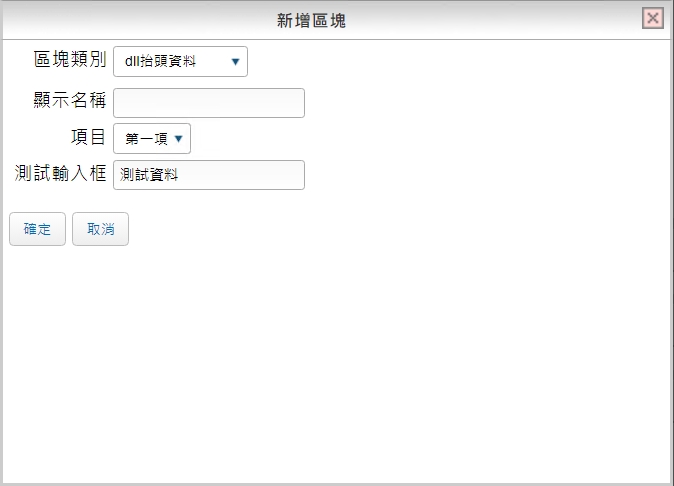 新增區塊
區塊類別 dll抬頭資料
顯示名稱
項目 第一項
測試輸入框 測試資料
確定 取消